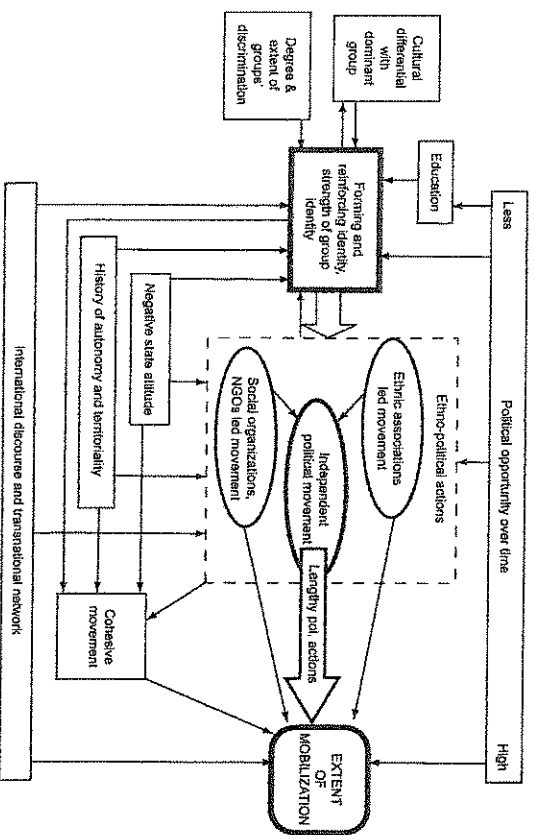 Less
Political opportunity over time
High
Cultural
differential
with
dominant
group
Education
Degree &
extent of
groups'
discrimination
Forming and
reinforcing identity,
strength of group
identity
Ethno-political actions
Ethnic associations
led movement
Independent
political movement
Lengthy pol. actions
Social organizations,
NGOs led movement
EXTENT
OF
MOBILIZATION
Negative state attitude
History of autonomy and territoriality
Cohesive
movement
International discourse and transnational network